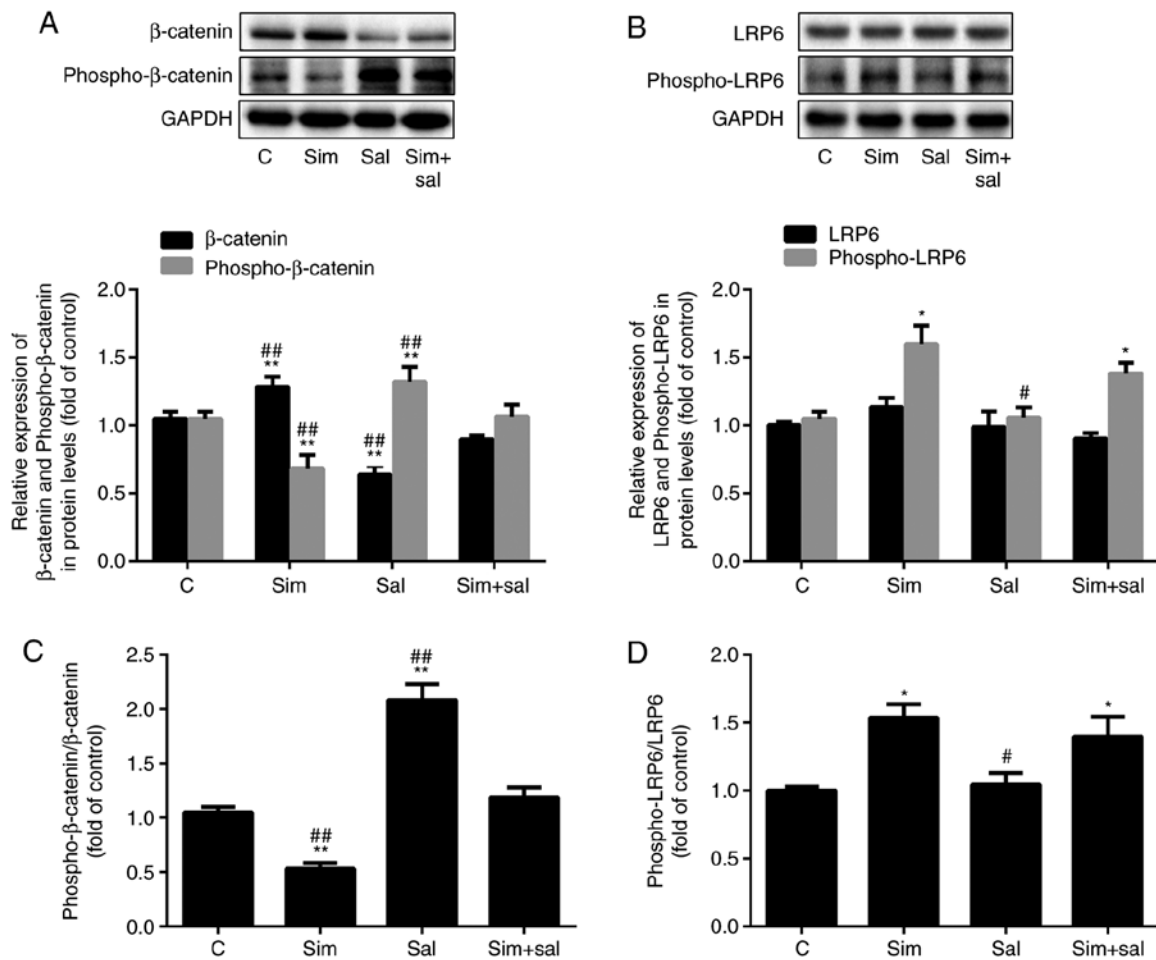 A
β-catenin
Phospho-β-catenin
GAPDH
C Sim Sal Sim+
sal
β-catenin
Phospho-β-catenin
Relative expression of
β-catenin and Phospho-β-catenin
in protein levels (fold of control)
2.0
1.5
1.0
0.5
0.0
##
**
##
**
##
**
##
**
C Sim Sal Sim+sal
B
LRP6
Phospho-LRP6
GAPDH
C Sim Sal Sim+
sal
LRP6
Phospho-LRP6
Relative expression of
LRP6 and Phospho-LRP6 in
protein levels (fold of control)
2.0
1.5
1.0
0.5
0.0
*
#
*
C Sim Sal Sim+sal
C
Phospho-β-catenin/β-catenin
(fold of control)
2.5
2.0
1.5
1.0
0.5
0.0
##
**
##
**
C Sim Sal Sim+sal
D
Phospho-LRP6/LRP6
(fold of control)
2.0
1.5
1.0
0.5
0.0
*
#
*
C Sim Sal Sim+sal